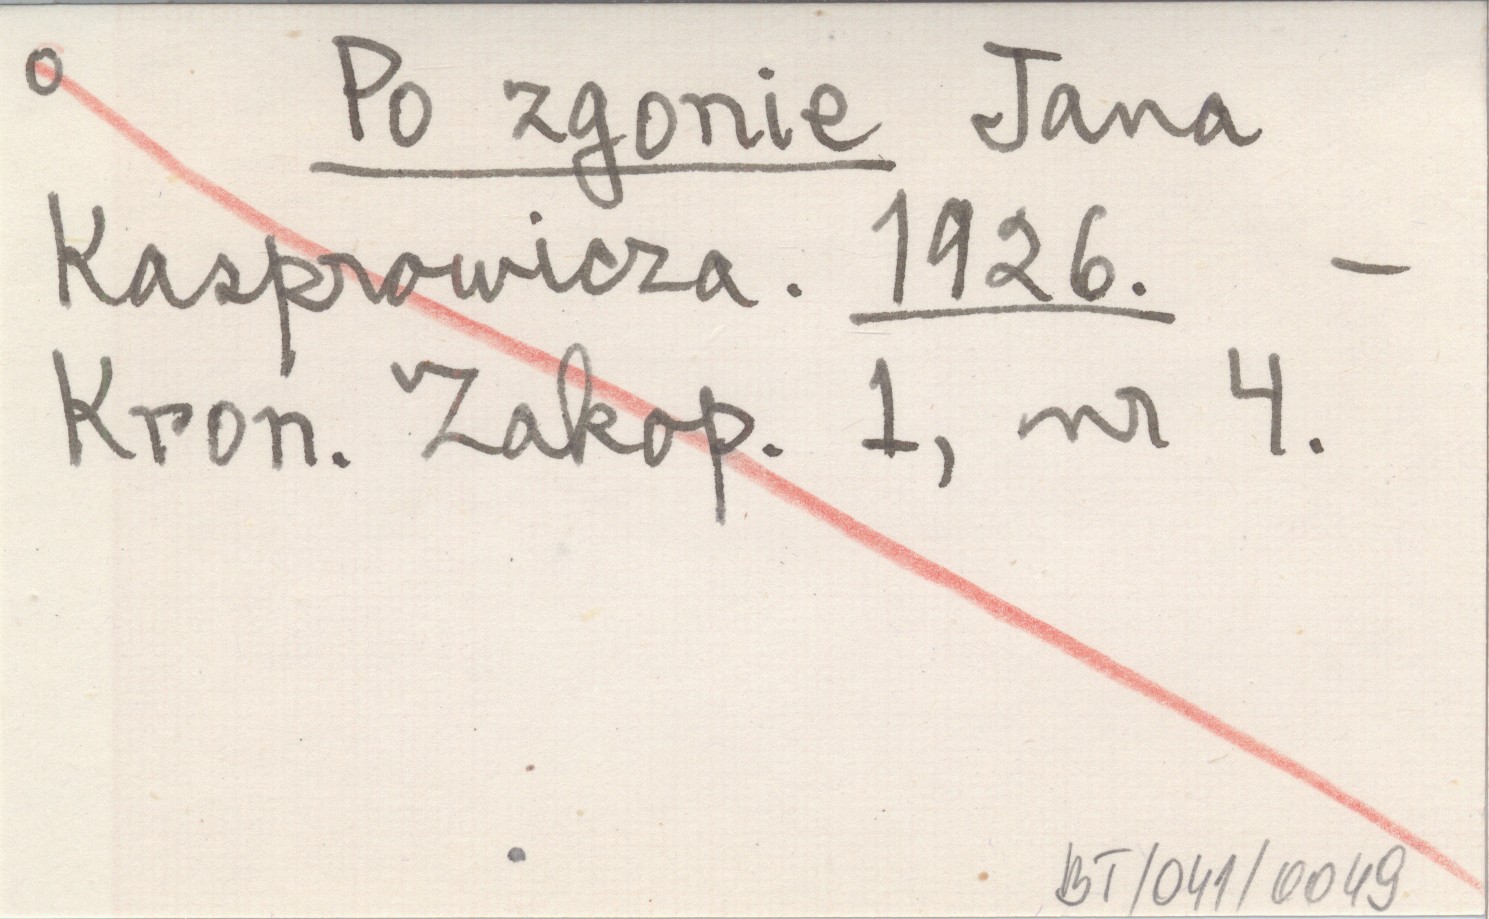 o Po zgonie Jana
Kasprowicza. 1926. –
Kron. Zakop. 1, nr 4.
BT/041/0049